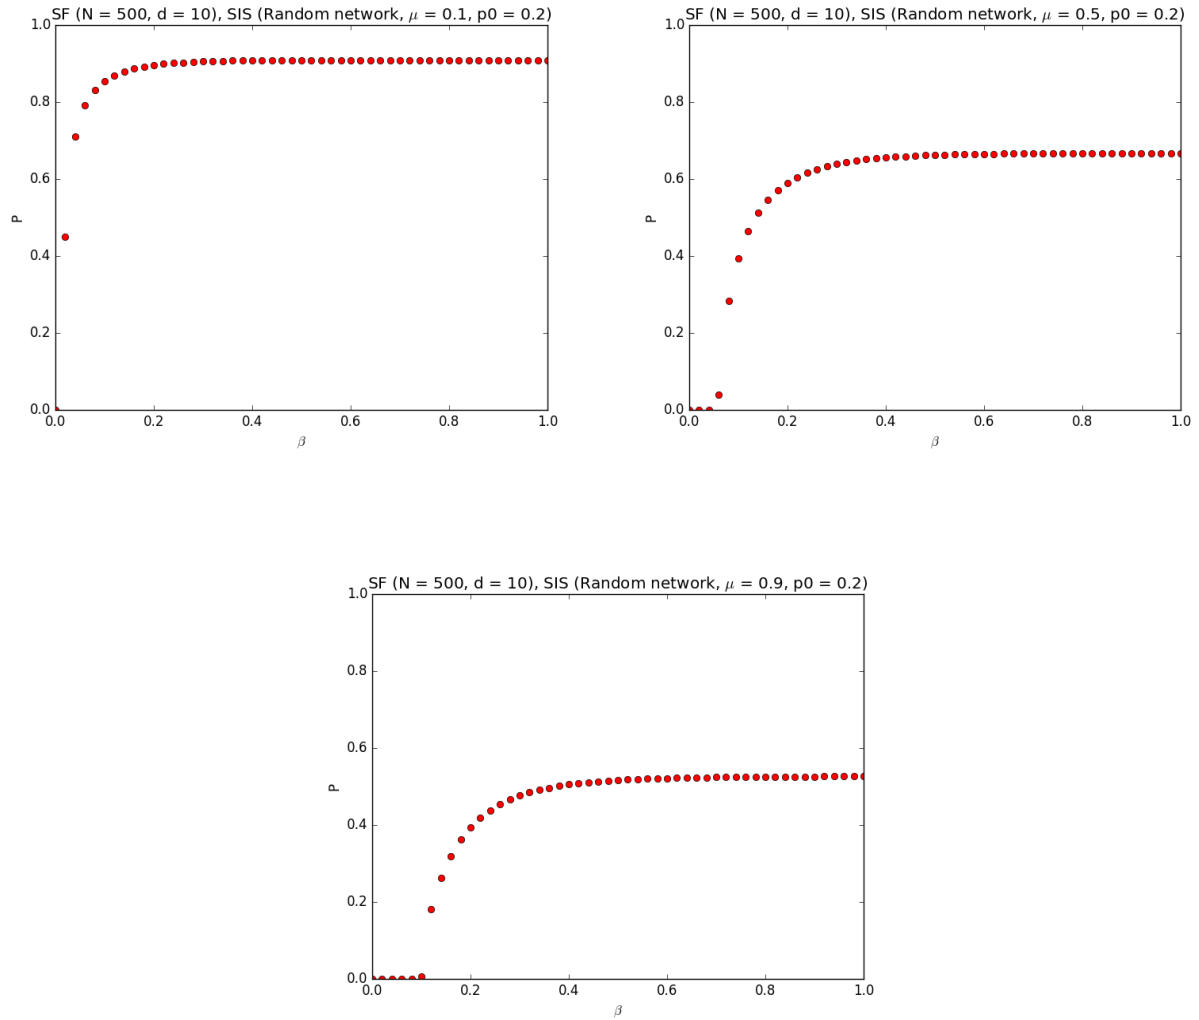 SF (N = 500, d = 10), SIS (Random network, μ = 0.1, p0 = 0.2)
1.0
0.8
0.6
P
0.4
0.2
0.0
0.0 0.2 0.4 0.6 0.8 1.0
β
SF (N = 500, d = 10), SIS (Random network, μ = 0.5, p0 = 0.2)
1.0
0.8
0.6
P
0.4
0.2
0.0
0.0 0.2 0.4 0.6 0.8 1.0
β
SF (N = 500, d = 10), SIS (Random network, μ = 0.9, p0 = 0.2)
1.0
0.8
0.6
P
0.4
0.2
0.0
0.0 0.2 0.4 0.6 0.8 1.0
β